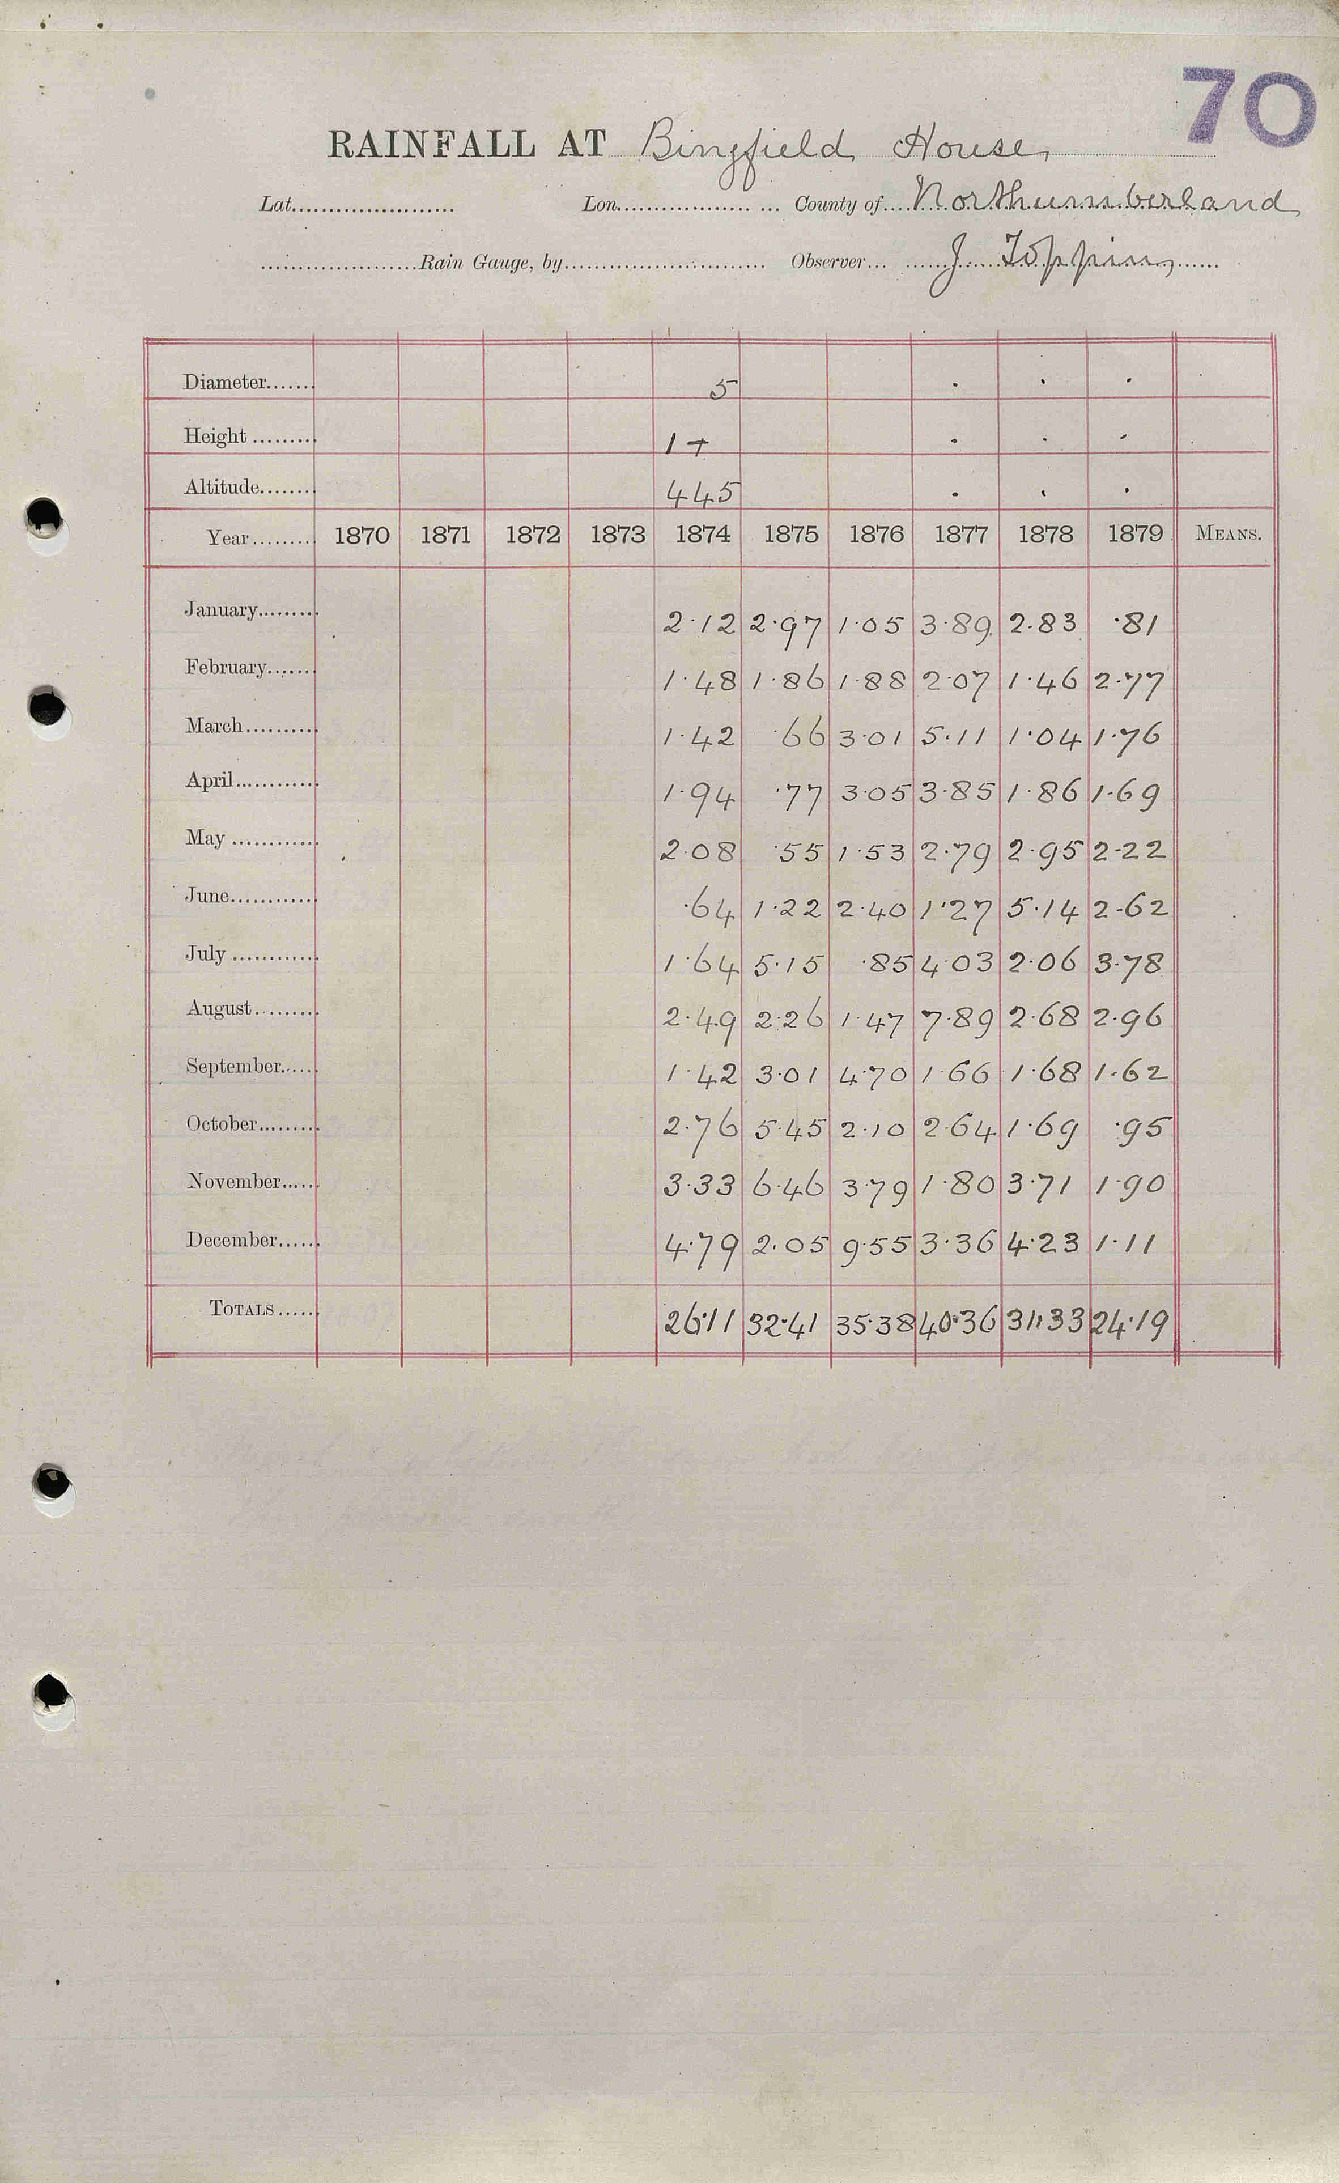 70
RAINFALL AT Bingfield House,
Lat...................... Lon.................. ... County of....Northumberland
.....................Rain Gauge, by........................... Observer... ......J. Topping......
Diameter....... 5 . . .
Height ......... 1 + . . .
Altitude........ 445 . . .
Year........ 1870 1871 1872 1873 1874 1875 1876 1877 1878 1879 MEANS.
January......... 2·12 2·97 1·05 3·89 2·83 ·81
February....... 1·48 1·86 1·88 2·07 1·46 2·77
March.......... 1·42 ·66 3·01 5·11 1·04 1·76
April............ 1·94 ·77 3·05 3·85 1·86 1·69
May ............ 2·08 ·55 1·53 2·79 2·95 2·22
June............ ·64 1·22 2·40 1·27 5·14 2·62
July ............ 1·64 5·15 ·85 4·03 2·06 3·78
August......... 2·49 2·26 1·47 7·89 2·68 2·96
September...... 1·42 3·01 4·70 1·66 1·68 1·62
October......... 2·76 5·45 2·10 2·64 1·69 ·95
November...... 3·33 6·46 3·79 1·80 3·71 1·90
December...... 4·79 2·05 9·55 3·36 4·23 1·11
TOTALS...... 26·11 32·41 35·38 40·36 31·33 24·19